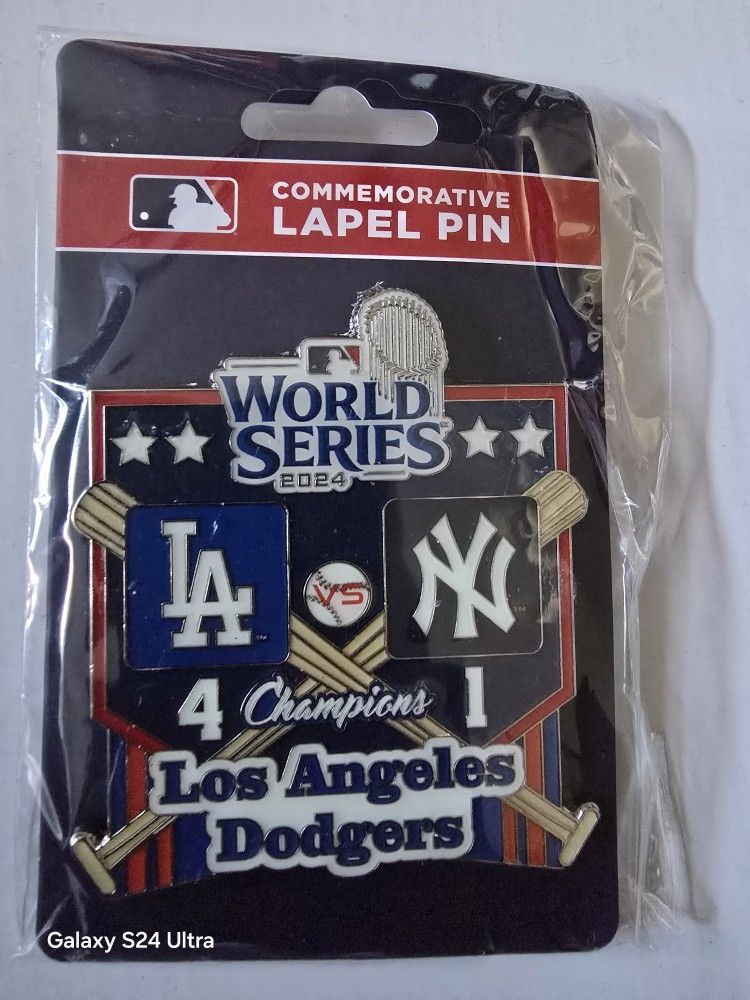 COMMEMORATIVE
LAPEL PIN
WORLD
SERIES
2024
LA
VS
NY
4 Champions 1
Los Angeles
Dodgers
Galaxy S24 Ultra